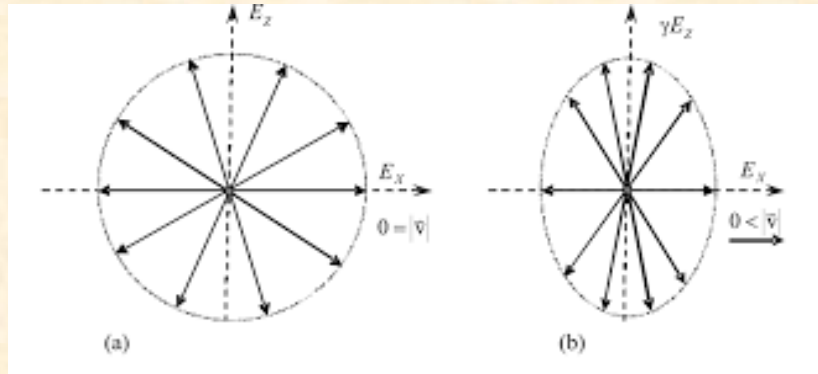 E_Z
E_X
0 = |v̄|
(a)
γE_Z
E_X
0 < |v̄|
(b)